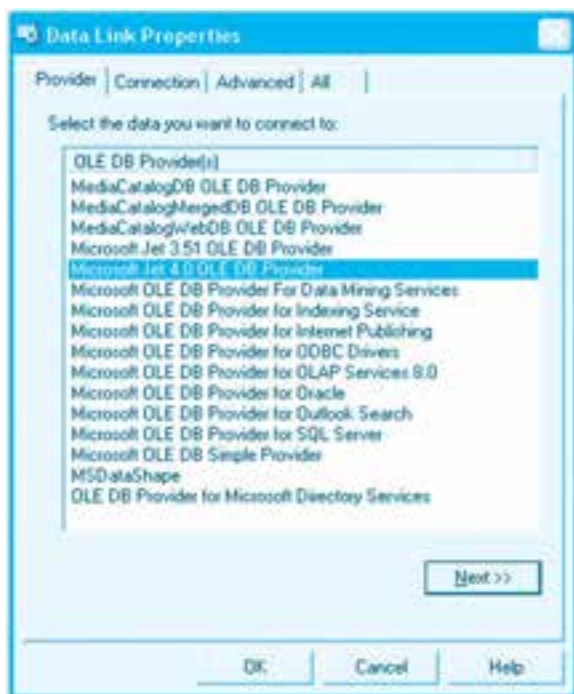 Data Link Properties
Provider Connection Advanced All
Select the data you want to connect to:
OLE DB Provider(s)
MediaCatalogDB OLE DB Provider
MediaCatalogMergedDB OLE DB Provider
MediaCatalogWebDB OLE DB Provider
Microsoft Jet 3.51 OLE DB Provider
Microsoft Jet 4.0 OLE DB Provider
Microsoft OLE DB Provider For Data Mining Services
Microsoft OLE DB Provider for Indexing Service
Microsoft OLE DB Provider for Internet Publishing
Microsoft OLE DB Provider for ODBC Drivers
Microsoft OLE DB Provider for OLAP Services 8.0
Microsoft OLE DB Provider for Oracle
Microsoft OLE DB Provider for Outlook Search
Microsoft OLE DB Provider for SQL Server
Microsoft OLE DB Simple Provider
MSDataShape
OLE DB Provider for Microsoft Directory Services
Next >>
OK Cancel Help